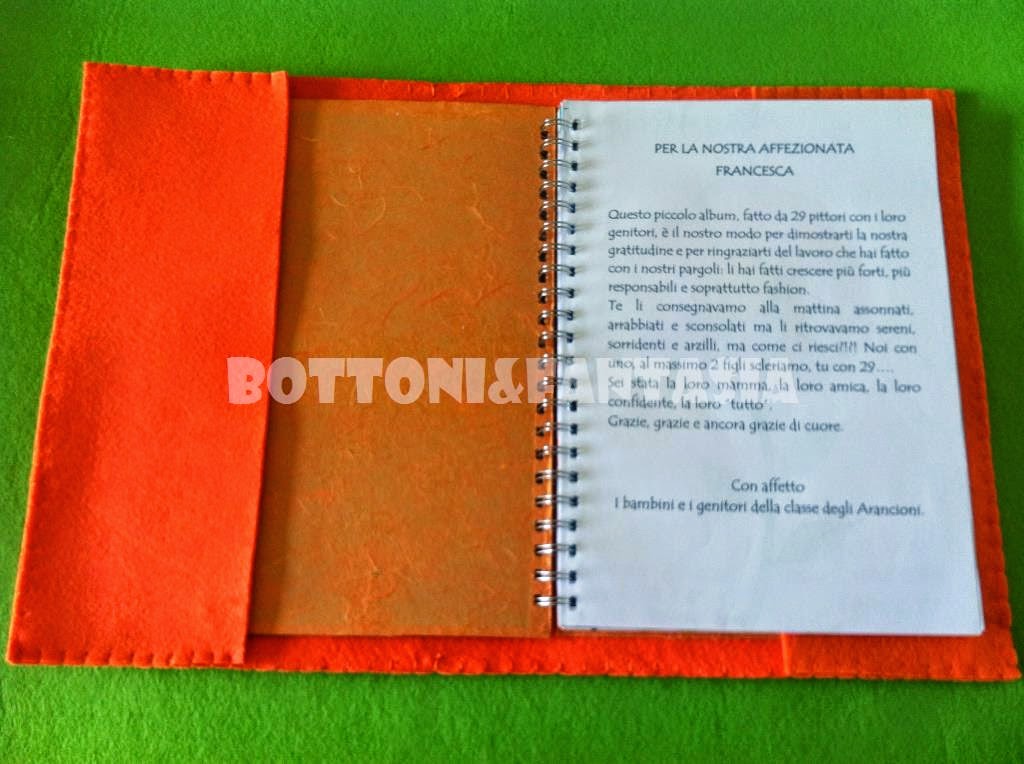 PER LA NOSTRA AFFEZIONATA
FRANCESCA
Questo piccolo album, fatto da 29 pittori con i loro
genitori, è il nostro modo per dimostrarti la nostra
gratitudine e per ringraziarti del lavoro che hai fatto
con i nostri pargoli: li hai fatti crescere più forti, più
responsabili e soprattutto fashion.
Te li consegnavamo alla mattina assonnati,
arrabbiati e sconsolati ma li ritrovavamo sereni,
sorridenti e arzilli, ma come ci riesci?!?! Noi con
uno, al massimo 2 figli scleriamo, tu con 29....
Sei stata la loro mamma, la loro amica, la loro
confidente, la loro "tutto".
Grazie, grazie e ancora grazie di cuore.
Con affetto
I bambini e i genitori della classe degli Arancioni.
BOTTONI&FANTASIA